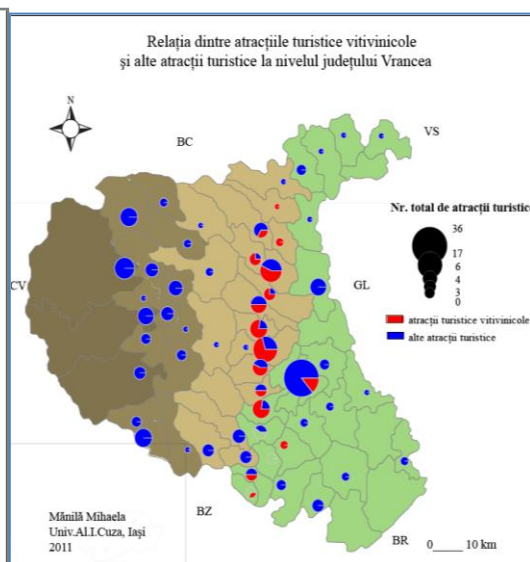 Relația dintre atracțiile turistice vitivinicole
și alte atracții turistice la nivelul județului Vrancea
N
VS
BC
Nr. total de atracții turistice
36
17
6
4
3
0
CV
GL
atracții turistice vitivinicole
alte atracții turistice
Mănilă Mihaela
Univ.Al.I.Cuza, Iași
2011
BZ
BR
0 10 km